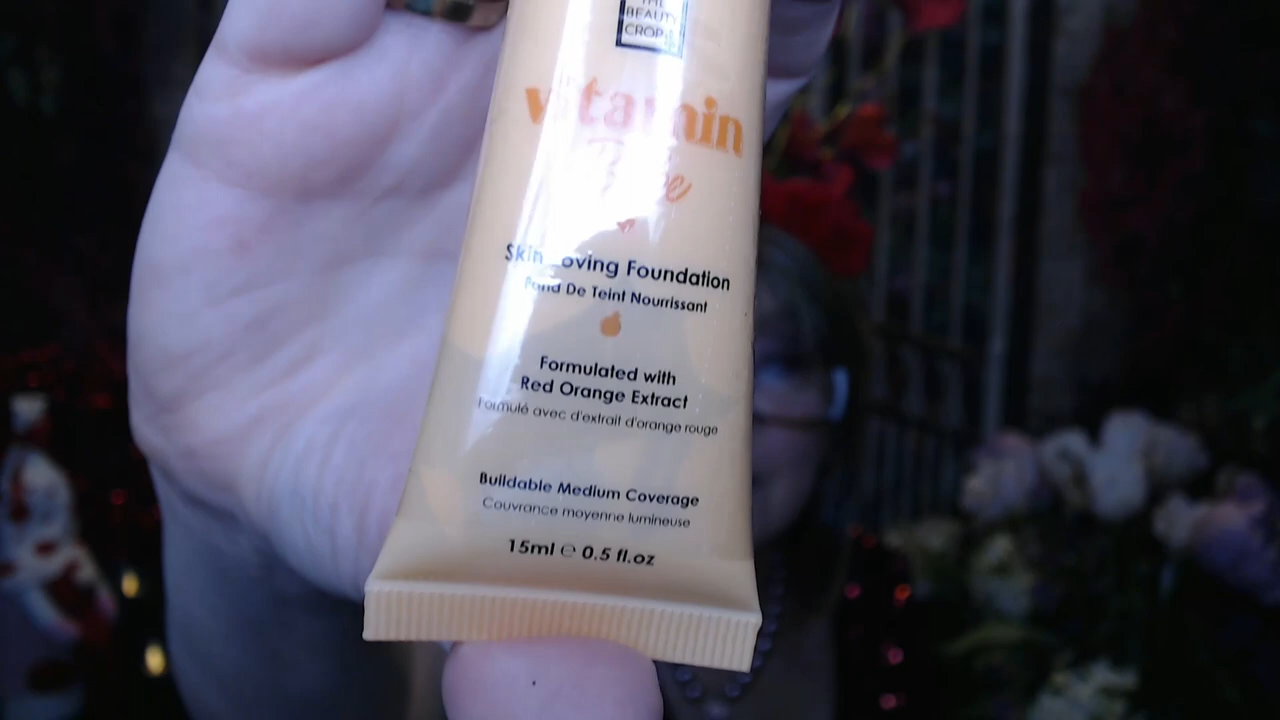 THE
BEAUTY
CROP
vitamin
Skin Loving Foundation
Fond De Teint Nourrissant
Formulated with
Red Orange Extract
Formulé avec d'extrait d'orange rouge
Buildable Medium Coverage
Couvrance moyenne lumineuse
15ml ℮ 0.5 fl.oz